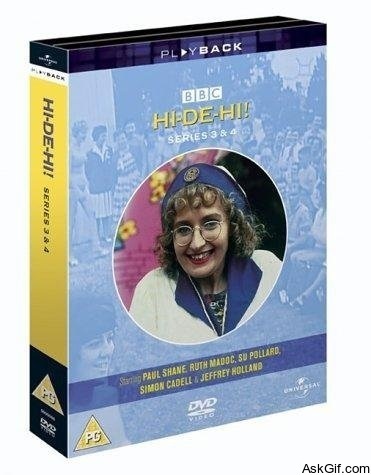 PLAYBACK
BBC
HI-DE-HI!
SERIES 3 & 4
Starring PAUL SHANE, RUTH MADOC, SU POLLARD,
SIMON CADELL & JEFFREY HOLLAND
PG
DVD
VIDEO
UNIVERSAL
PLAYBACK
HI-DE-HI!
SERIES 3 & 4
PG
AskGif.com